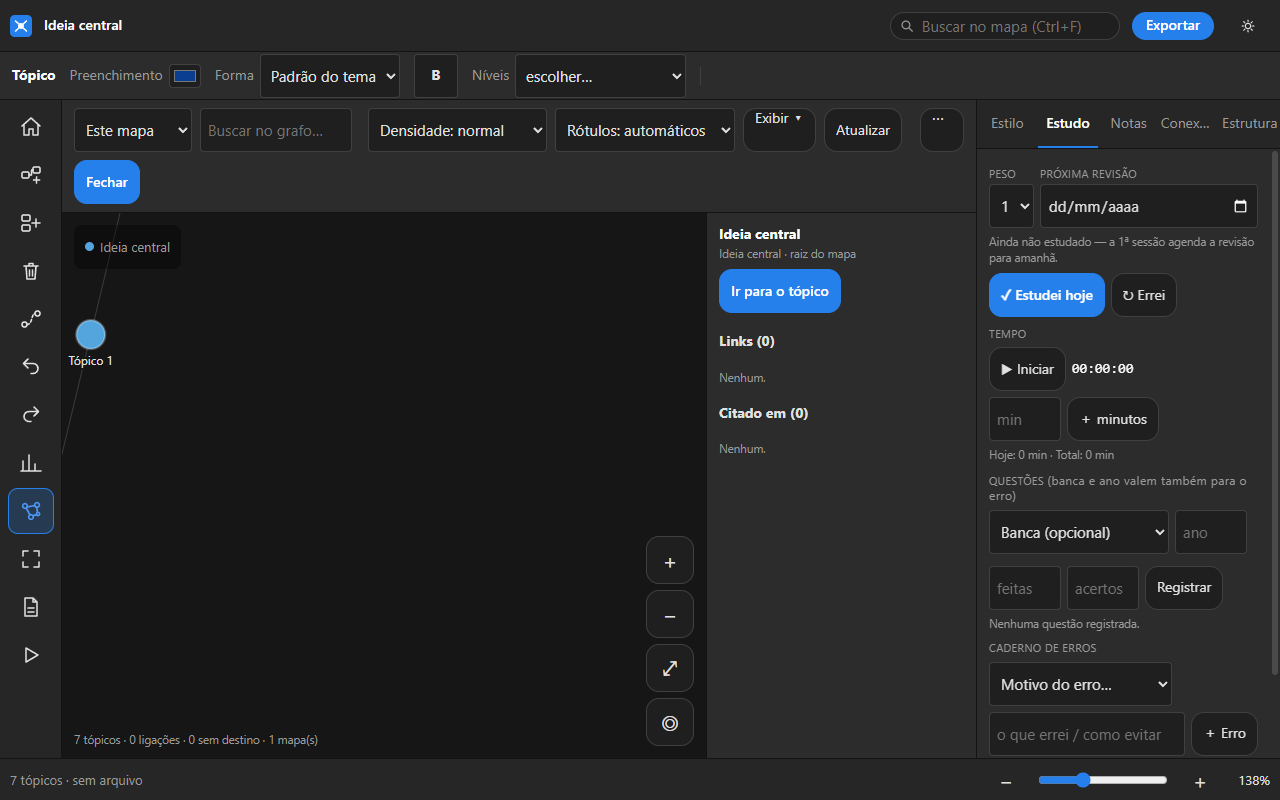 Ideia central
Buscar no mapa (Ctrl+F)
Exportar
Tópico
Preenchimento
Forma
Padrão do tema
B
Níveis
escolher...
Este mapa
Buscar no grafo...
Densidade: normal
Rótulos: automáticos
Exibir ▾
Atualizar
...
Fechar
Ideia central
Tópico 1
7 tópicos · 0 ligações · 0 sem destino · 1 mapa(s)
Ideia central
Ideia central · raiz do mapa
Ir para o tópico
Links (0)
Nenhum.
Citado em (0)
Nenhum.
Estilo
Estudo
Notas
Conex...
Estrutura
PESO
PRÓXIMA REVISÃO
1
dd/mm/aaaa
Ainda não estudado — a 1ª sessão agenda a revisão
para amanhã.
✓ Estudei hoje
↻ Errei
TEMPO
▶ Iniciar
00:00:00
min
+ minutos
Hoje: 0 min · Total: 0 min
QUESTÕES (banca e ano valem também para o
erro)
Banca (opcional)
ano
feitas
acertos
Registrar
Nenhuma questão registrada.
CADERNO DE ERROS
Motivo do erro...
o que errei / como evitar
+ Erro
7 tópicos · sem arquivo
138%